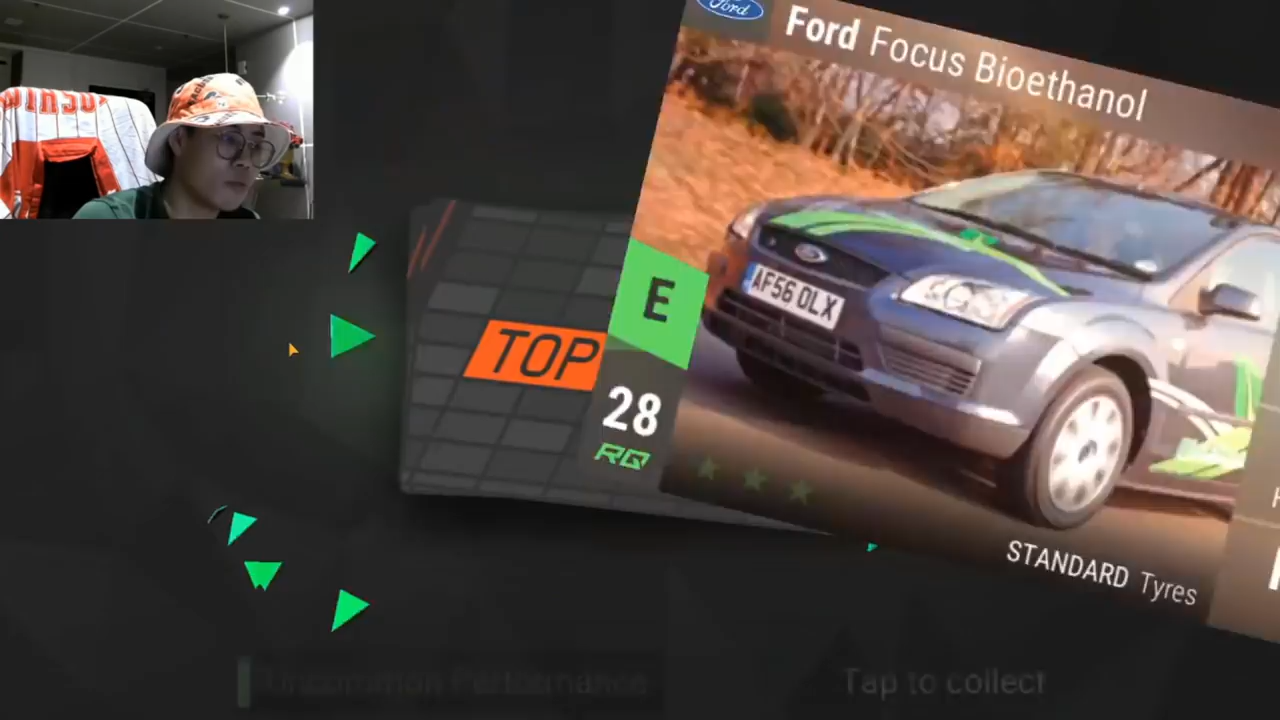 Ford
Ford Focus Bioethanol
AF56 OLX
E
TOP
28
RQ
STANDARD Tyres
Uncommon Performance
Tap to collect